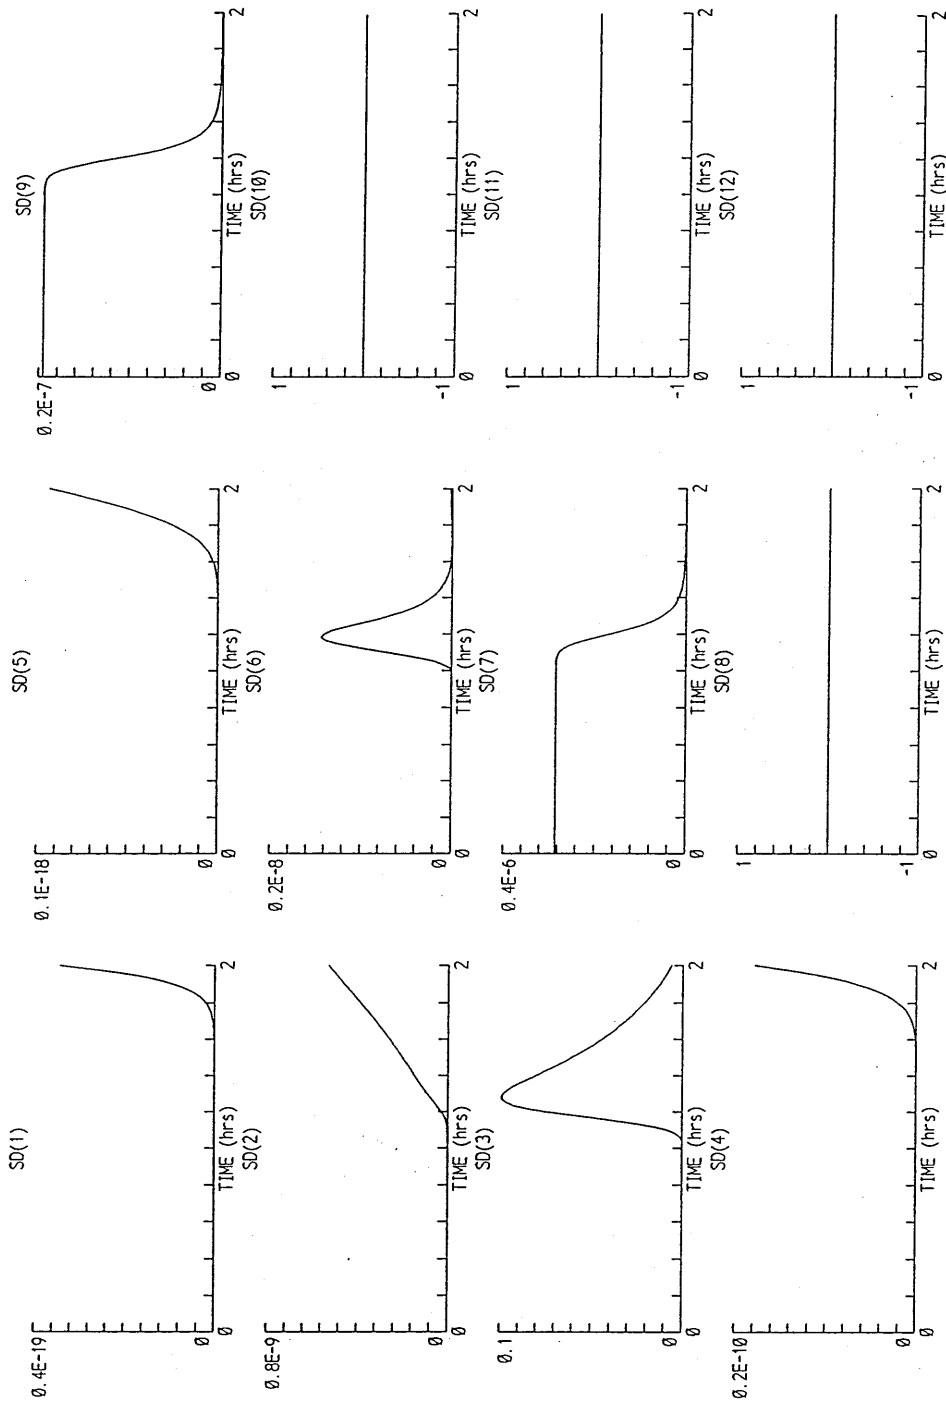 SD(1)
0.4E-19
0
0 2
TIME (hrs)
SD(2)
0.8E-9
0
0 2
TIME (hrs)
SD(3)
0.1
0
0 2
TIME (hrs)
SD(4)
0.2E-10
0
0 2
TIME (hrs)
SD(5)
0.1E-18
0
0 2
TIME (hrs)
SD(6)
0.2E-8
0
0 2
TIME (hrs)
SD(7)
0.4E-6
0
0 2
TIME (hrs)
SD(8)
1
-1
0 2
TIME (hrs)
SD(9)
0.2E-7
0
0 2
TIME (hrs)
SD(10)
1
-1
0 2
TIME (hrs)
SD(11)
1
-1
0 2
TIME (hrs)
SD(12)
1
-1
0 2
TIME (hrs)